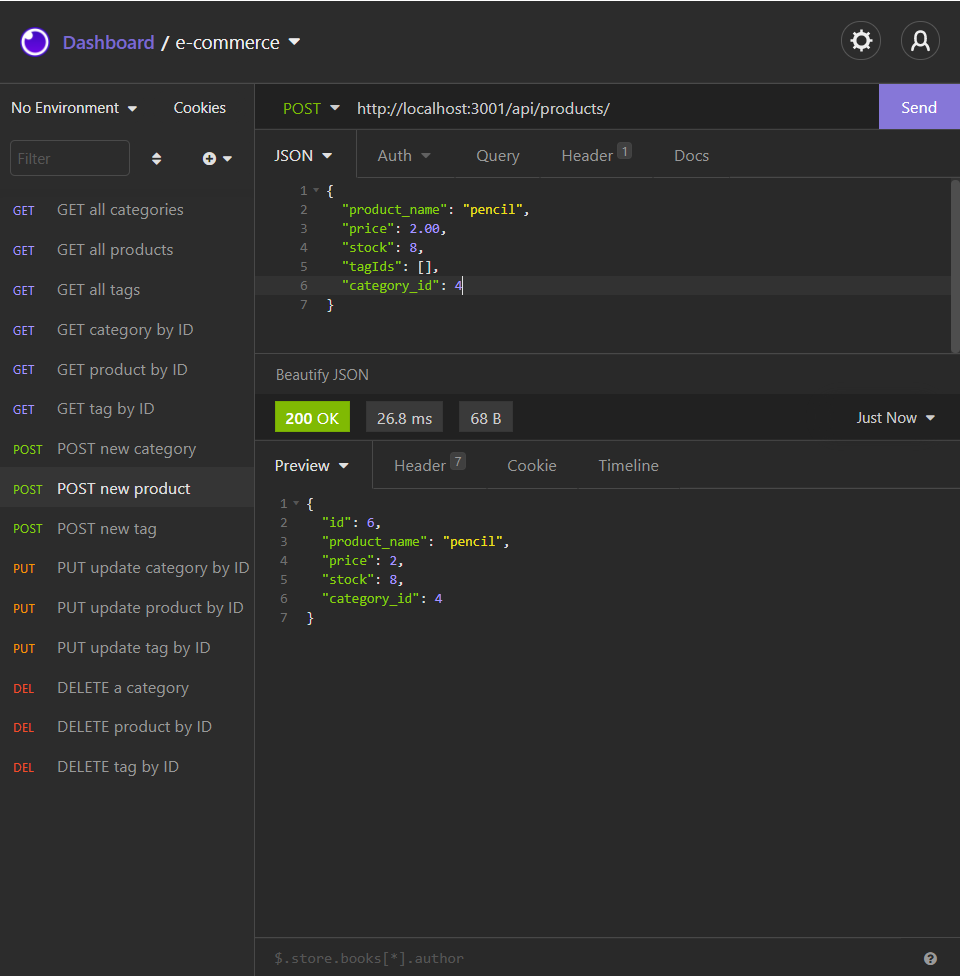 Dashboard / e-commerce
No Environment Cookies
Filter
GET GET all categories
GET GET all products
GET GET all tags
GET GET category by ID
GET GET product by ID
GET GET tag by ID
POST POST new category
POST POST new product
POST POST new tag
PUT PUT update category by ID
PUT PUT update product by ID
PUT PUT update tag by ID
DEL DELETE a category
DEL DELETE product by ID
DEL DELETE tag by ID
POST http://localhost:3001/api/products/ Send
JSON Auth Query Header 1 Docs
1 {
2 "product_name": "pencil",
3 "price": 2.00,
4 "stock": 8,
5 "tagIds": [],
6 "category_id": 4
7 }
Beautify JSON
200 OK 26.8 ms 68 B Just Now
Preview Header 7 Cookie Timeline
1 {
2 "id": 6,
3 "product_name": "pencil",
4 "price": 2,
5 "stock": 8,
6 "category_id": 4
7 }
$.store.books[*].author ?